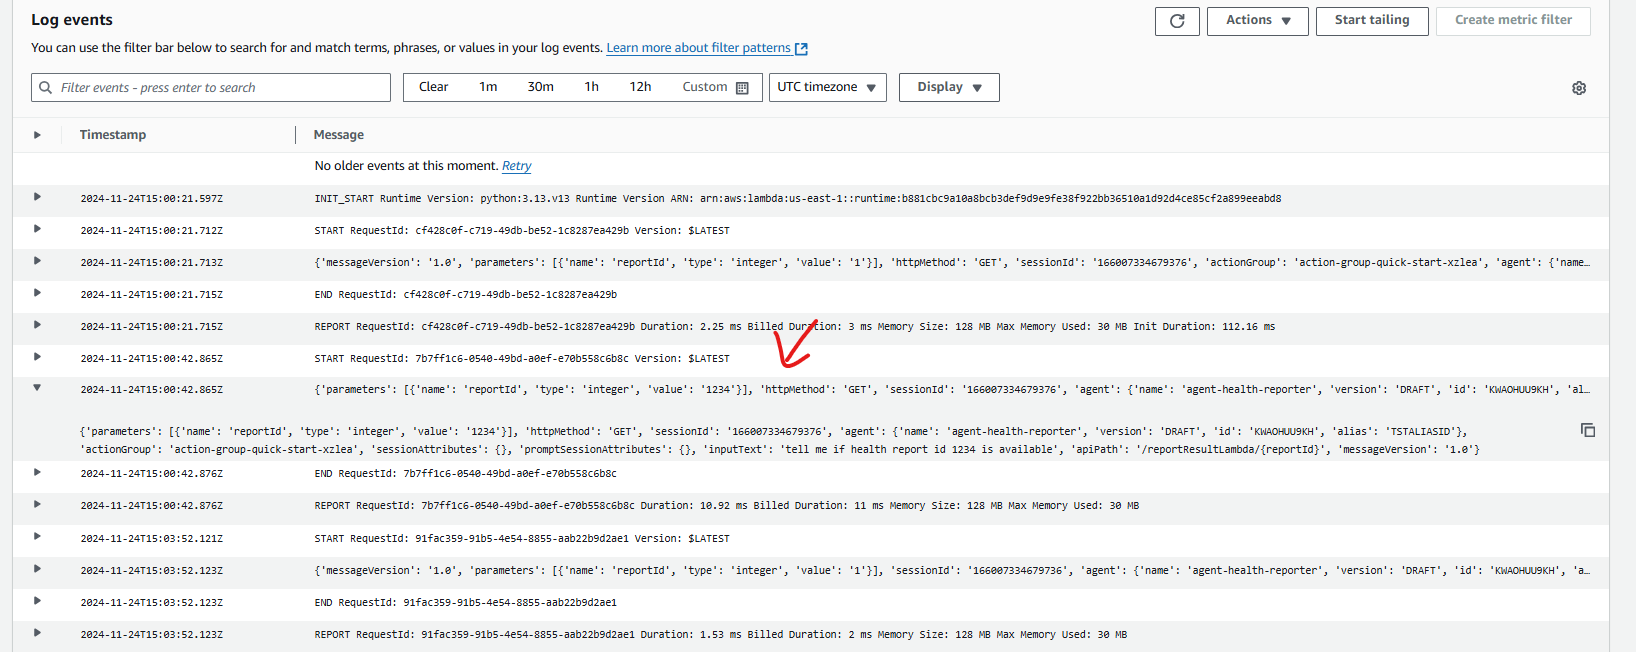 Log events
Actions
Start tailing
Create metric filter
You can use the filter bar below to search for and match terms, phrases, or values in your log events. Learn more about filter patterns
Filter events - press enter to search
Clear 1m 30m 1h 12h Custom
UTC timezone
Display
Timestamp Message
No older events at this moment. Retry
2024-11-24T15:00:21.597Z INIT_START Runtime Version: python:3.13.v13 Runtime Version ARN: arn:aws:lambda:us-east-1::runtime:b881cbc9a10a8bcb3def9d9e9fe38f922bb36510a1d92d4ce85cf2a899eeabd8
2024-11-24T15:00:21.712Z START RequestId: cf428c0f-c719-49db-be52-1c8287ea429b Version: $LATEST
2024-11-24T15:00:21.713Z {'messageVersion': '1.0', 'parameters': [{'name': 'reportId', 'type': 'integer', 'value': '1'}], 'httpMethod': 'GET', 'sessionId': '166007334679376', 'actionGroup': 'action-group-quick-start-xzlea', 'agent': {'name…
2024-11-24T15:00:21.715Z END RequestId: cf428c0f-c719-49db-be52-1c8287ea429b
2024-11-24T15:00:21.715Z REPORT RequestId: cf428c0f-c719-49db-be52-1c8287ea429b Duration: 2.25 ms Billed Duration: 3 ms Memory Size: 128 MB Max Memory Used: 30 MB Init Duration: 112.16 ms
2024-11-24T15:00:42.865Z START RequestId: 7b7ff1c6-0540-49bd-a0ef-e70b558c6b8c Version: $LATEST
2024-11-24T15:00:42.865Z {'parameters': [{'name': 'reportId', 'type': 'integer', 'value': '1234'}], 'httpMethod': 'GET', 'sessionId': '166007334679376', 'agent': {'name': 'agent-health-reporter', 'version': 'DRAFT', 'id': 'KWAOHUU9KH', 'al…
{'parameters': [{'name': 'reportId', 'type': 'integer', 'value': '1234'}], 'httpMethod': 'GET', 'sessionId': '166007334679376', 'agent': {'name': 'agent-health-reporter', 'version': 'DRAFT', 'id': 'KWAOHUU9KH', 'alias': 'TSTALIASID'},
'actionGroup': 'action-group-quick-start-xzlea', 'sessionAttributes': {}, 'promptSessionAttributes': {}, 'inputText': 'tell me if health report id 1234 is available', 'apiPath': '/reportResultLambda/{reportId}', 'messageVersion': '1.0'}
2024-11-24T15:00:42.876Z END RequestId: 7b7ff1c6-0540-49bd-a0ef-e70b558c6b8c
2024-11-24T15:00:42.876Z REPORT RequestId: 7b7ff1c6-0540-49bd-a0ef-e70b558c6b8c Duration: 10.92 ms Billed Duration: 11 ms Memory Size: 128 MB Max Memory Used: 30 MB
2024-11-24T15:03:52.121Z START RequestId: 91fac359-91b5-4e54-8855-aab22b9d2ae1 Version: $LATEST
2024-11-24T15:03:52.123Z {'messageVersion': '1.0', 'parameters': [{'name': 'reportId', 'type': 'integer', 'value': '1'}], 'sessionId': '166007334679736', 'agent': {'name': 'agent-health-reporter', 'version': 'DRAFT', 'id': 'KWAOHUU9KH', 'a…
2024-11-24T15:03:52.123Z END RequestId: 91fac359-91b5-4e54-8855-aab22b9d2ae1
2024-11-24T15:03:52.123Z REPORT RequestId: 91fac359-91b5-4e54-8855-aab22b9d2ae1 Duration: 1.53 ms Billed Duration: 2 ms Memory Size: 128 MB Max Memory Used: 30 MB